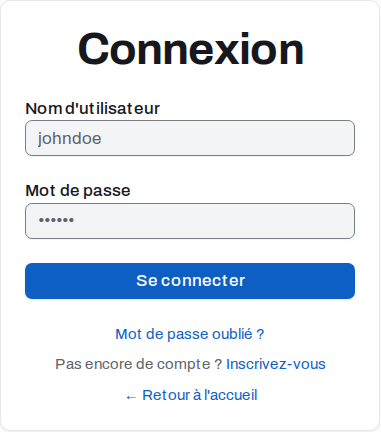 Connexion
Nom d'utilisateur
johndoe
Mot de passe
••••••
Se connecter
Mot de passe oublié ?
Pas encore de compte ? Inscrivez-vous
← Retour à l'accueil